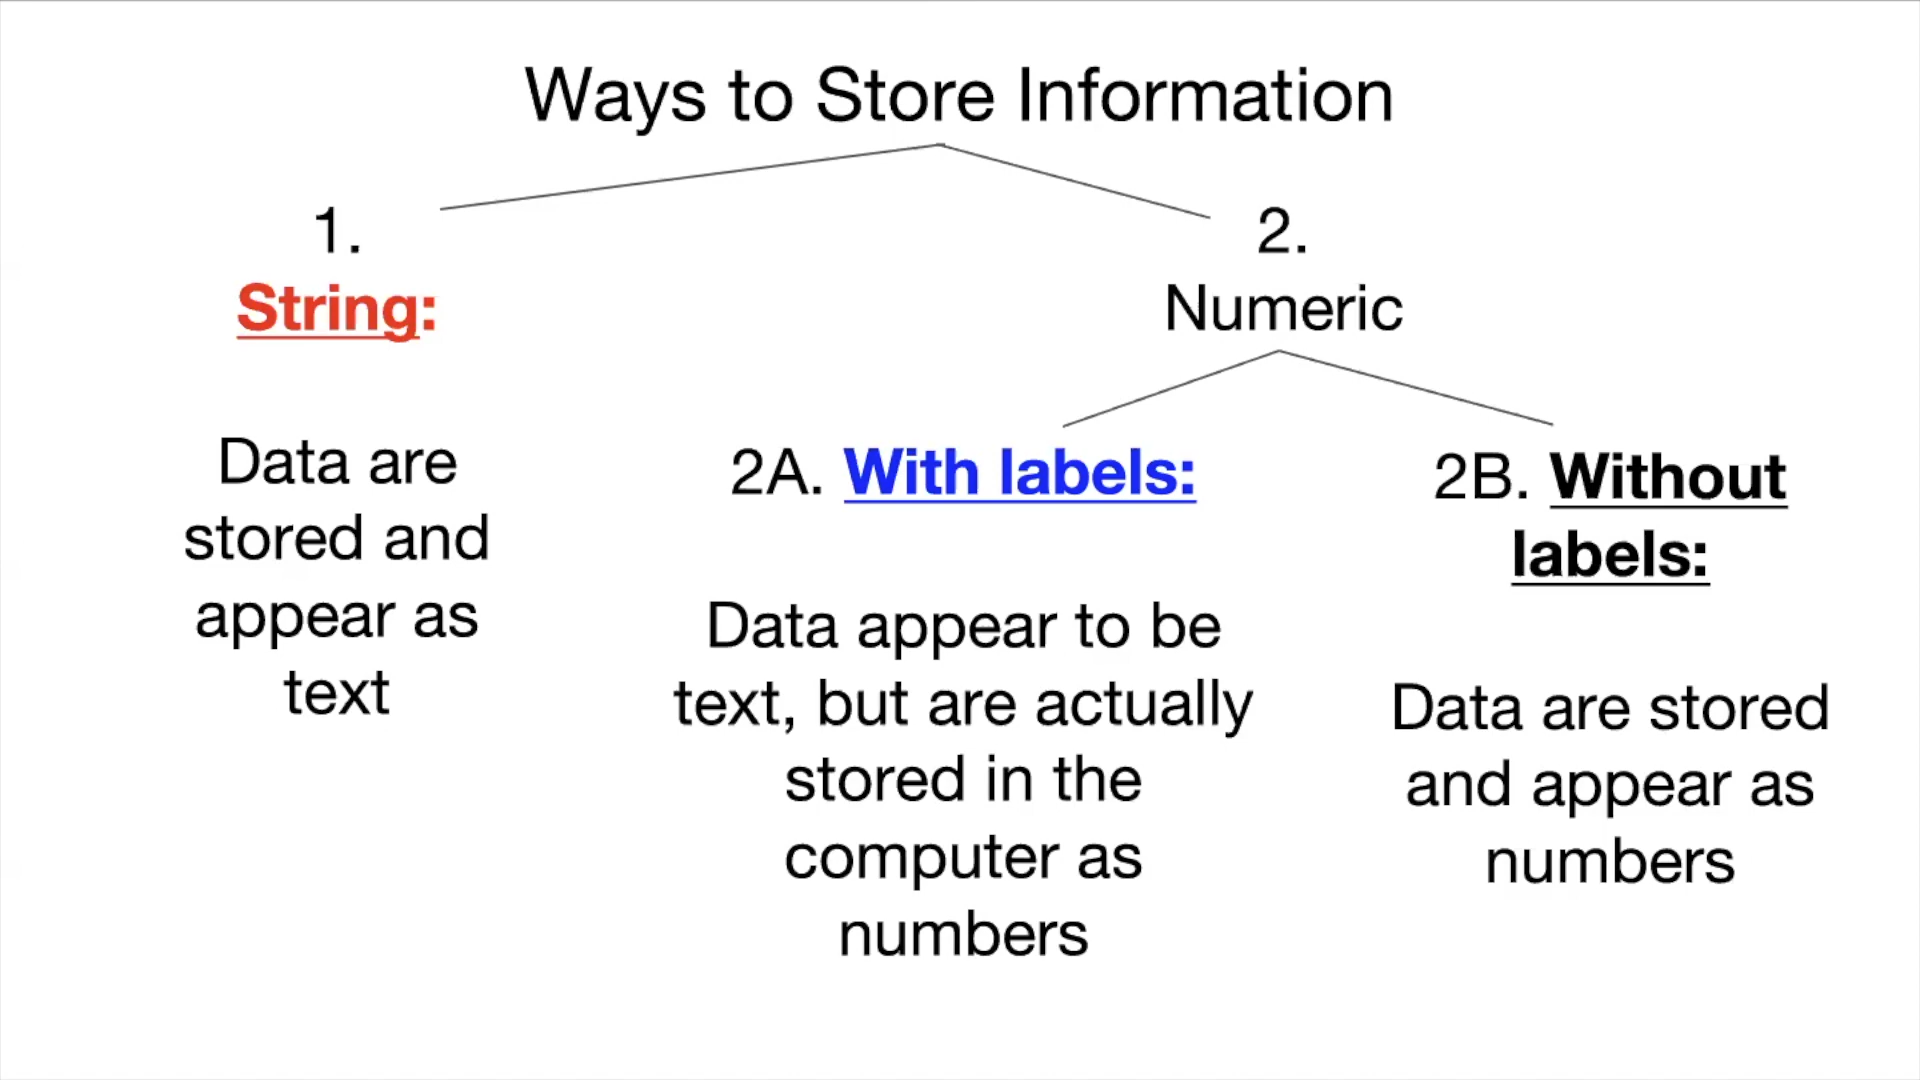 Ways to Store Information
1.
String:
Data are
stored and
appear as
text
2.
Numeric
2A. With labels:
Data appear to be
text, but are actually
stored in the
computer as
numbers
2B. Without
labels:
Data are stored
and appear as
numbers